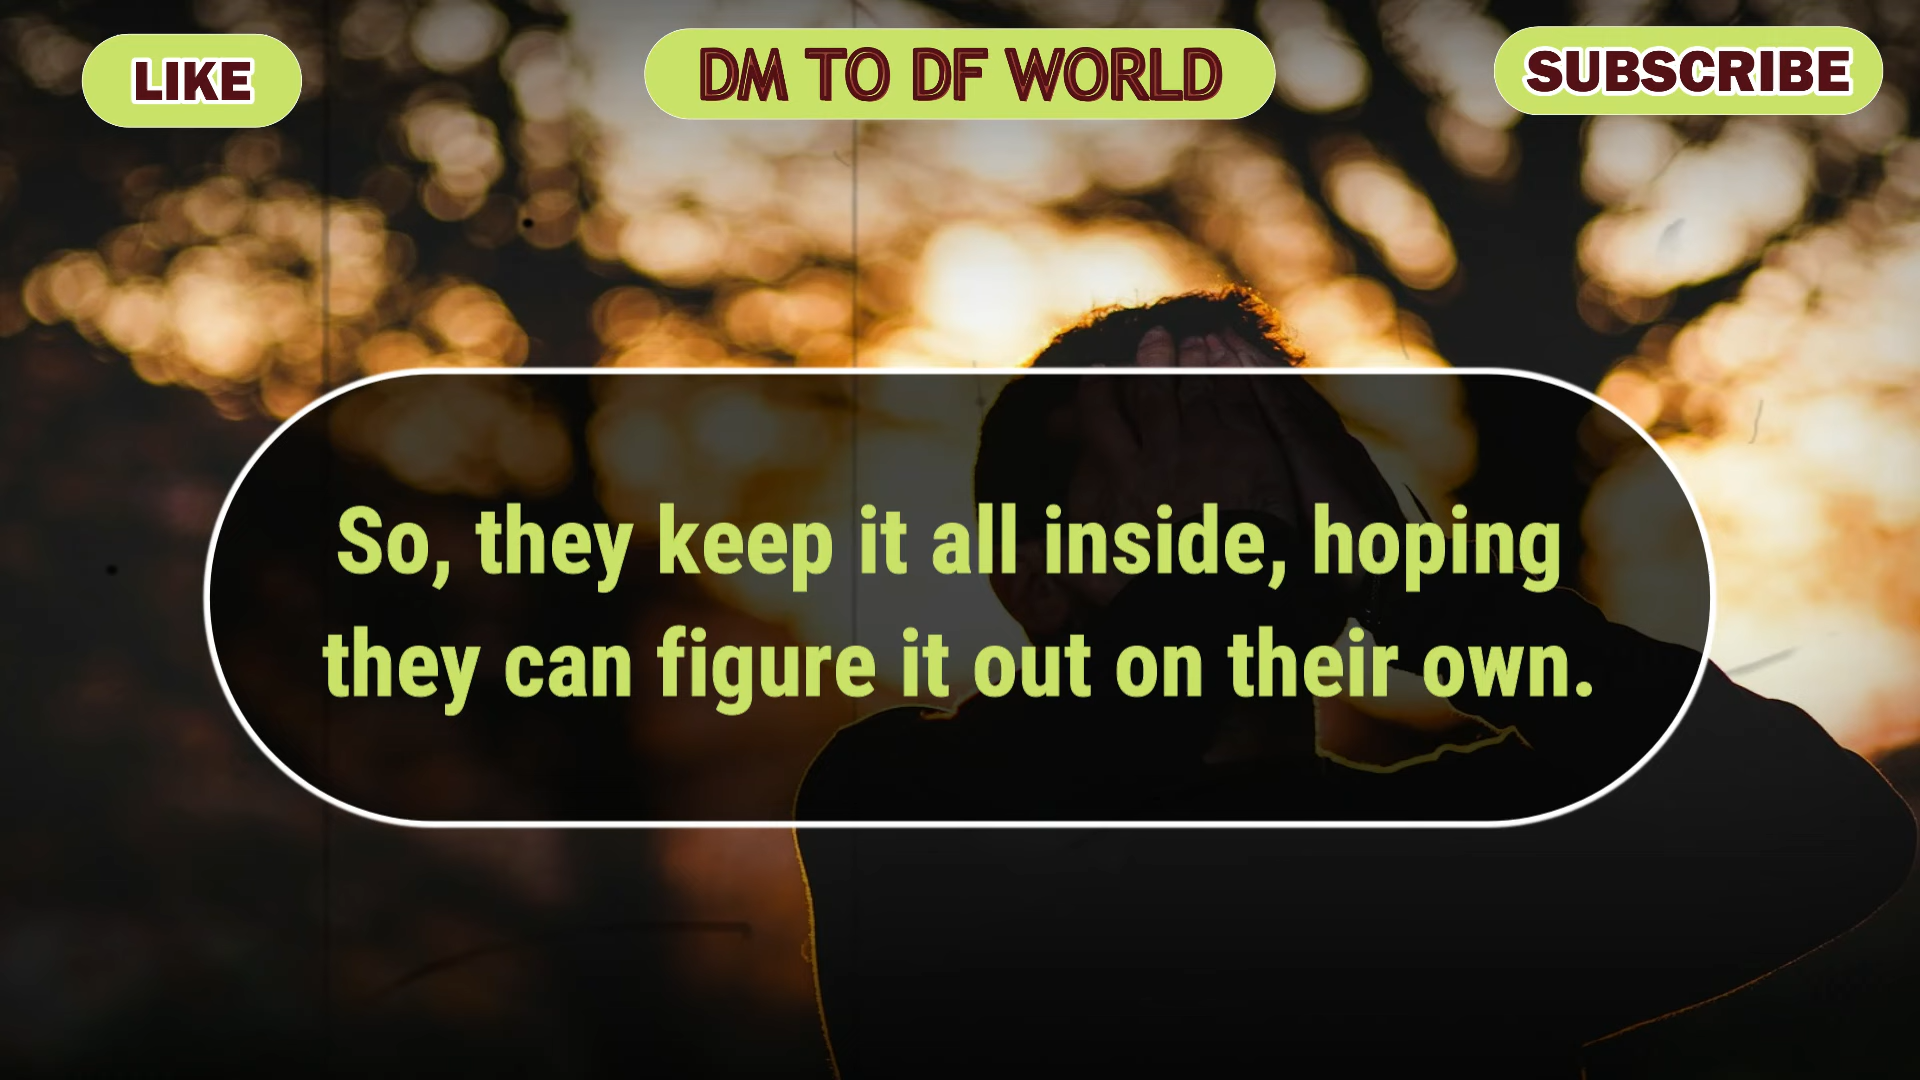 LIKE
DM TO DF WORLD
SUBSCRIBE
So, they keep it all inside, hoping
they can figure it out on their own.